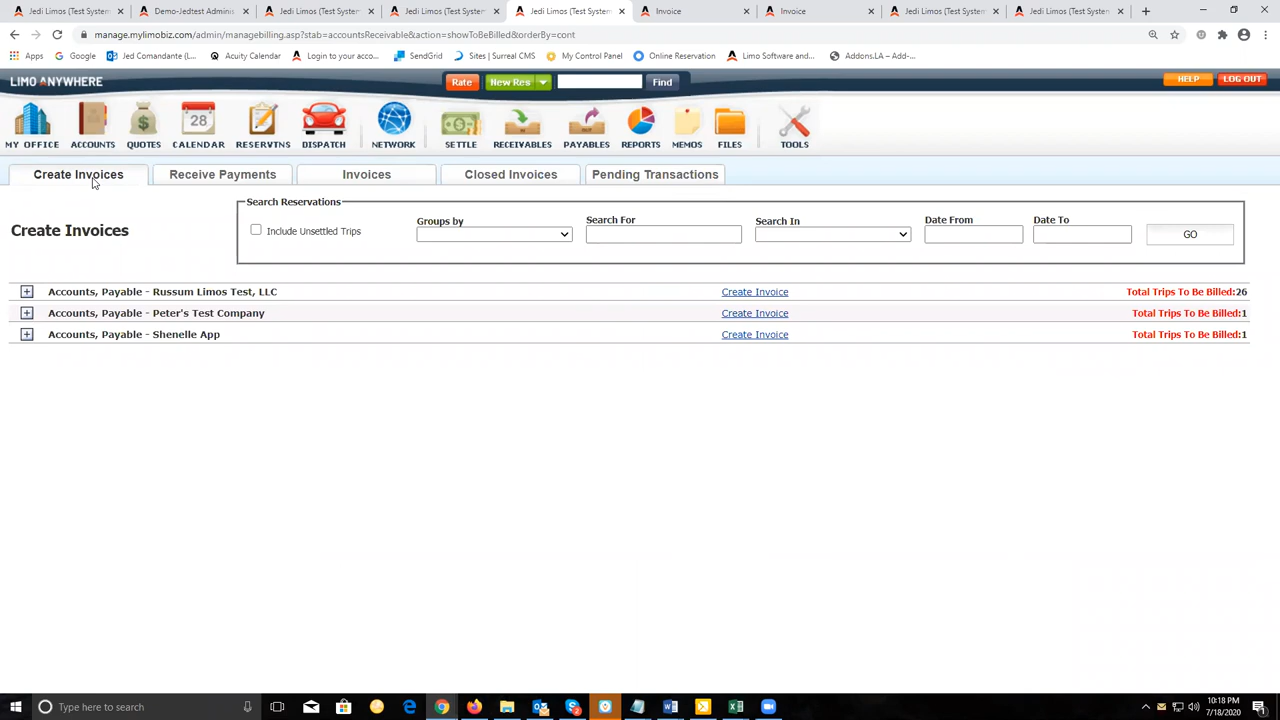 Jedi Limos (Test System
Demo-Jedtest Admini
Jedi Limos (Test System
Jedi Limos (Test System
Jedi Limos (Test System
Invoice
Invoice
Jedi Limos (Test System
Jedi Limos (Test System
manage.mylimobiz.com/admin/managebilling.asp?stab=accountsReceivable&action=showToBeBilled&orderBy=cont
Apps
Google
Jed Comandante (L...
Acuity Calendar
Login to your acco...
SendGrid
Sites | Surreal CMS
My Control Panel
Online Reservation
Limo Software and...
Addons.LA – Add-...
LIMO ANYWHERE
Rate
New Res
Find
HELP
LOG OUT
28
MY OFFICE
ACCOUNTS
QUOTES
CALENDAR
RESERVTNS
DISPATCH
NETWORK
SETTLE
RECEIVABLES
PAYABLES
REPORTS
MEMOS
FILES
TOOLS
Create Invoices
Receive Payments
Invoices
Closed Invoices
Pending Transactions
Create Invoices
Search Reservations
Include Unsettled Trips
Groups by
Search For
Search In
Date From
Date To
GO
Accounts, Payable - Russum Limos Test, LLC Create Invoice Total Trips To Be Billed:26
Accounts, Payable - Peter's Test Company Create Invoice Total Trips To Be Billed:1
Accounts, Payable - Shenelle App Create Invoice Total Trips To Be Billed:1
Type here to search
10:18 PM
7/18/2020